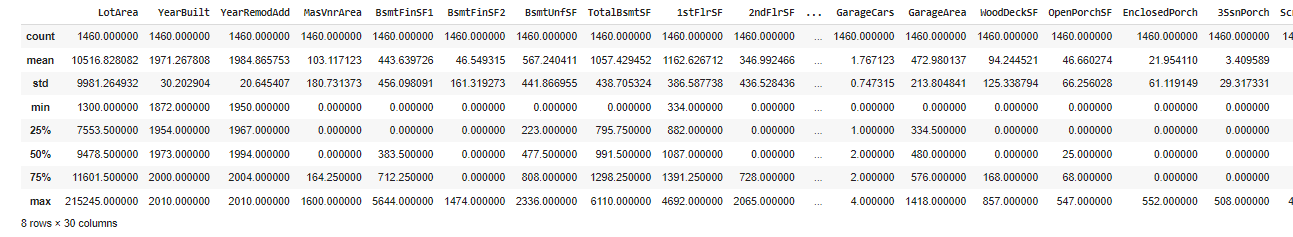 LotArea YearBuilt YearRemodAdd MasVnrArea BsmtFinSF1 BsmtFinSF2 BsmtUnfSF TotalBsmtSF 1stFlrSF 2ndFlrSF ... GarageCars GarageArea WoodDeckSF OpenPorchSF EnclosedPorch 3SsnPorch Scr
count 1460.000000 1460.000000 1460.000000 1460.000000 1460.000000 1460.000000 1460.000000 1460.000000 1460.000000 1460.000000 ... 1460.000000 1460.000000 1460.000000 1460.000000 1460.000000 1460.000000 14
mean 10516.828082 1971.267808 1984.865753 103.117123 443.639726 46.549315 567.240411 1057.429452 1162.626712 346.992466 ... 1.767123 472.980137 94.244521 46.660274 21.954110 3.409589
std 9981.264932 30.202904 20.645407 180.731373 456.098091 161.319273 441.866955 438.705324 386.587738 436.528436 ... 0.747315 213.804841 125.338794 66.256028 61.119149 29.317331
min 1300.000000 1872.000000 1950.000000 0.000000 0.000000 0.000000 0.000000 0.000000 334.000000 0.000000 ... 0.000000 0.000000 0.000000 0.000000 0.000000 0.000000
25% 7553.500000 1954.000000 1967.000000 0.000000 0.000000 0.000000 223.000000 795.750000 882.000000 0.000000 ... 1.000000 334.500000 0.000000 0.000000 0.000000 0.000000
50% 9478.500000 1973.000000 1994.000000 0.000000 383.500000 0.000000 477.500000 991.500000 1087.000000 0.000000 ... 2.000000 480.000000 0.000000 25.000000 0.000000 0.000000
75% 11601.500000 2000.000000 2004.000000 164.250000 712.250000 0.000000 808.000000 1298.250000 1391.250000 728.000000 ... 2.000000 576.000000 168.000000 68.000000 0.000000 0.000000
max 215245.000000 2010.000000 2010.000000 1600.000000 5644.000000 1474.000000 2336.000000 6110.000000 4692.000000 2065.000000 ... 4.000000 1418.000000 857.000000 547.000000 552.000000 508.000000 4
8 rows × 30 columns